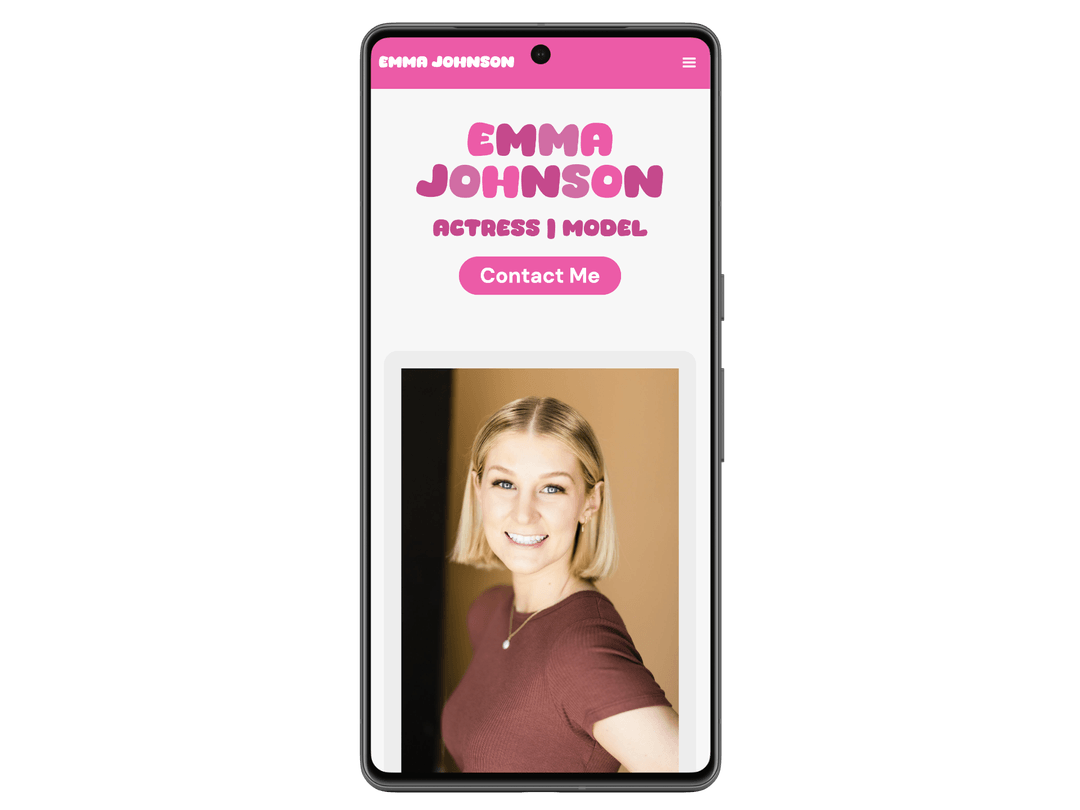 EMMA JOHNSON
EMMA
JOHNSON
ACTRESS | MODEL
Contact Me